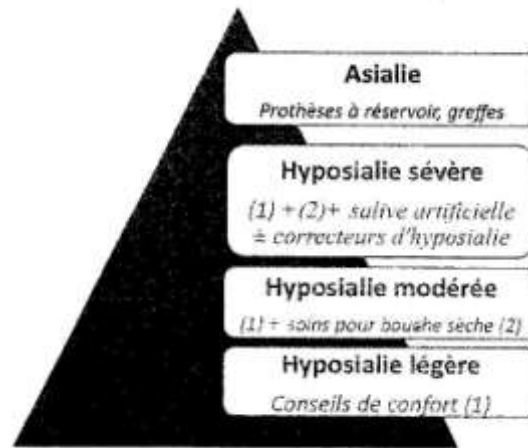 Asialie
Prothèses à réservoir, greffes
Hyposialie sévère
(1) + (2) + salive artificielle
± correcteurs d'hyposialie
Hyposialie modérée
(1) + soins pour bouche sèche (2)
Hyposialie légère
Conseils de confort (1)